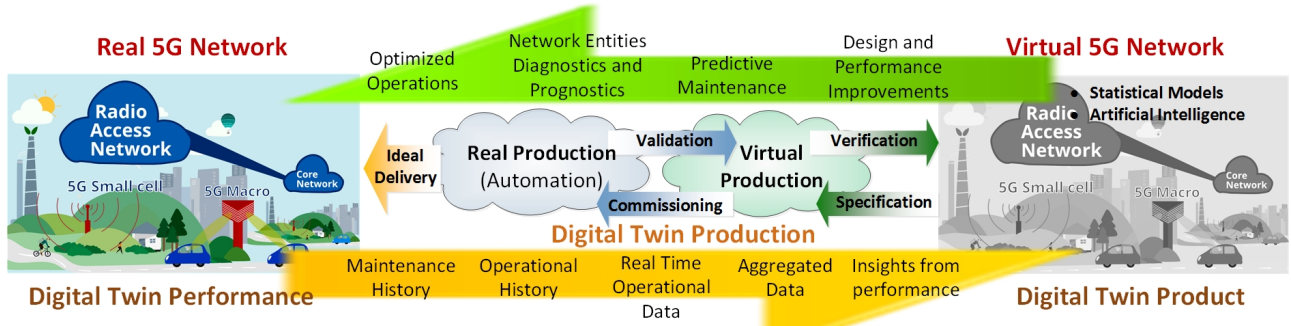 Real 5G Network
Radio
Access
Network
Core
Network
5G Small cell
5G Macro
Digital Twin Performance
Optimized
Operations
Network Entities
Diagnostics and
Prognostics
Predictive
Maintenance
Design and
Performance
Improvements
Ideal
Delivery
Real Production
(Automation)
Validation
Commissioning
Virtual
Production
Verification
Specification
Digital Twin Production
Maintenance
History
Operational
History
Real Time
Operational
Data
Aggregated
Data
Insights from
performance
Virtual 5G Network
• Statistical Models
• Artificial Intelligence
Radio
Access
Network
Core
Network
5G Small cell
5G Macro
Digital Twin Product